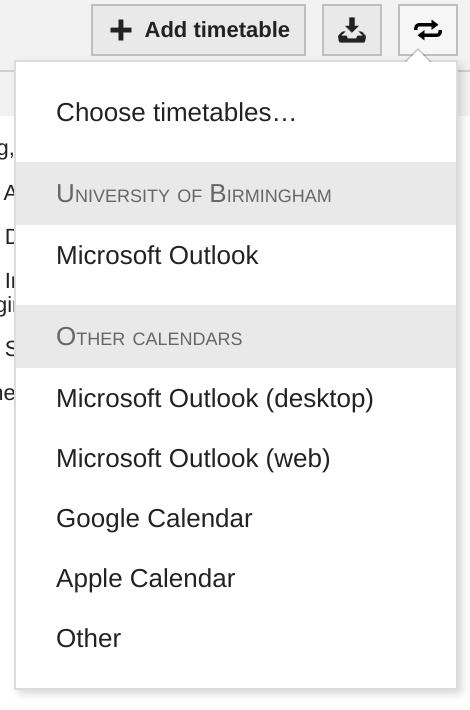 Add timetable
Choose timetables…
University of Birmingham
Microsoft Outlook
Other calendars
Microsoft Outlook (desktop)
Microsoft Outlook (web)
Google Calendar
Apple Calendar
Other